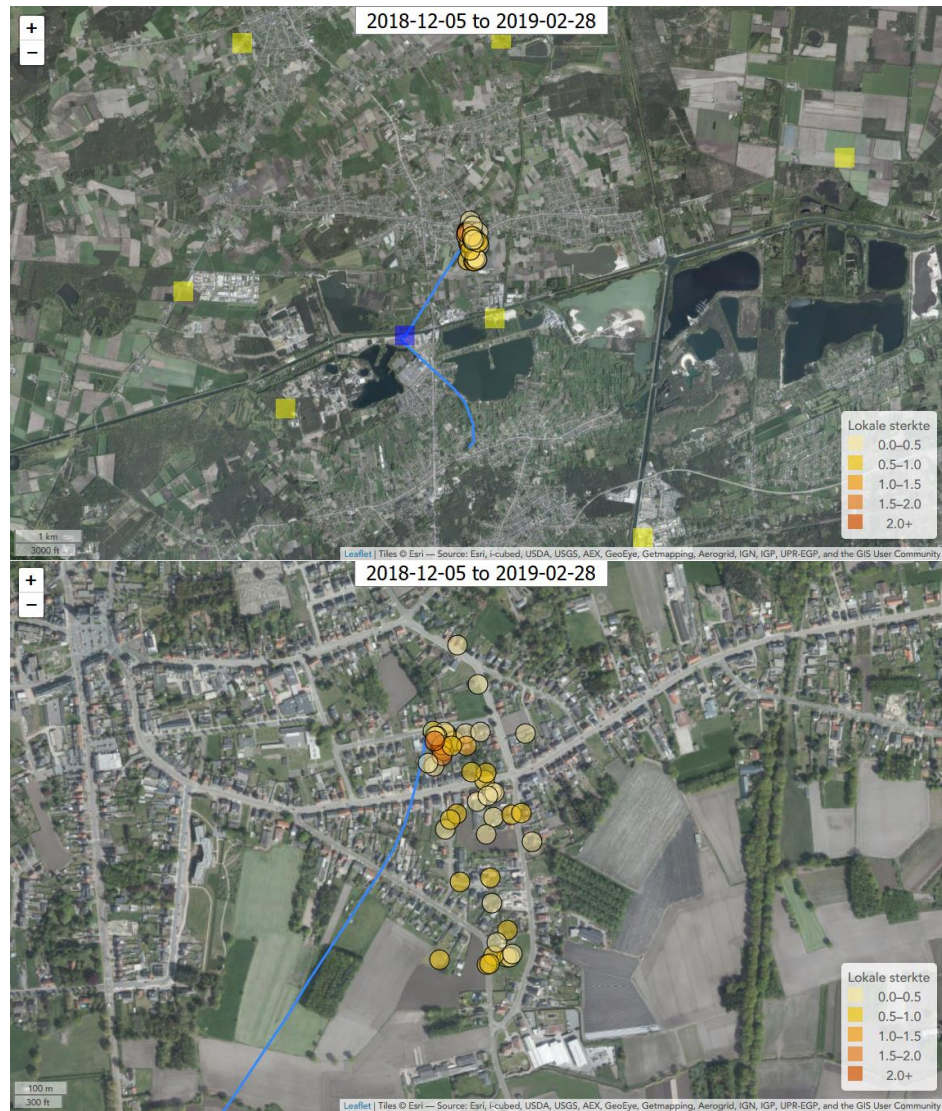 +
2018-12-05 to 2019-02-28
−
Lokale sterkte
0.0–0.5
0.5–1.0
1.0–1.5
1.5–2.0
2.0+
1 km
3000 ft
Leaflet | Tiles © Esri — Source: Esri, i-cubed, USDA, USGS, AEX, GeoEye, Getmapping, Aerogrid, IGN, IGP, UPR-EGP, and the GIS User Community
+
2018-12-05 to 2019-02-28
−
Lokale sterkte
0.0–0.5
0.5–1.0
1.0–1.5
1.5–2.0
2.0+
100 m
300 ft
Leaflet | Tiles © Esri — Source: Esri, i-cubed, USDA, USGS, AEX, GeoEye, Getmapping, Aerogrid, IGN, IGP, UPR-EGP, and the GIS User Community